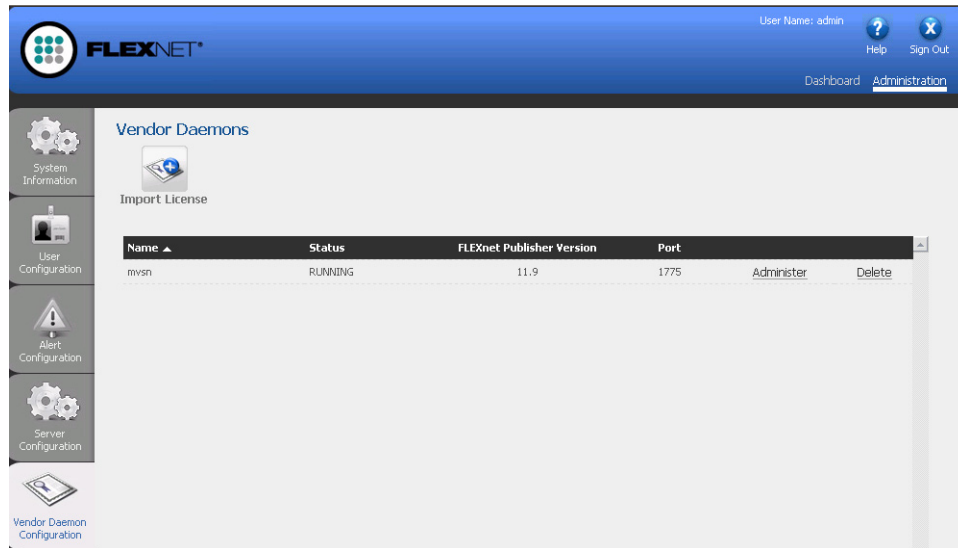 User Name: admin
FLEXNET
Help
Sign Out
Dashboard Administration
System
Information
User
Configuration
Alert
Configuration
Server
Configuration
Vendor Daemon
Configuration
Vendor Daemons
Import License
Name Status FLEXnet Publisher Version Port
mvsn RUNNING 11.9 1775 Administer Delete